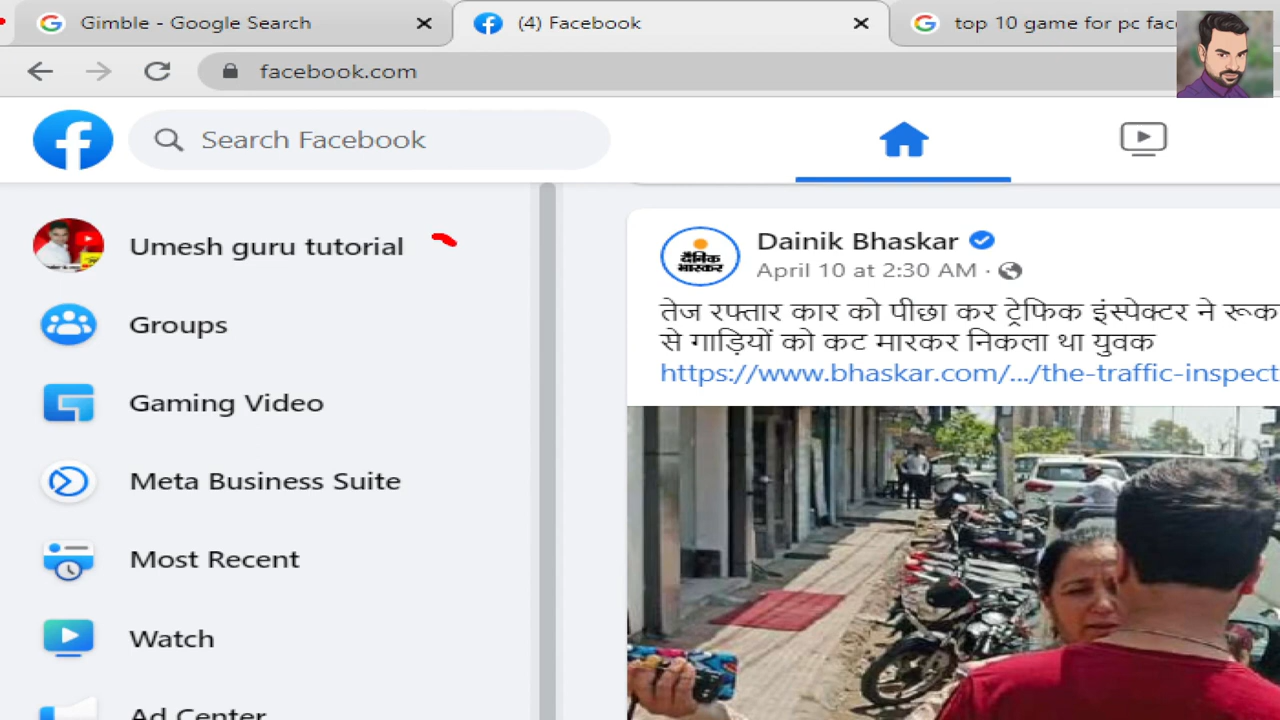 Gimble - Google Search
(4) Facebook
top 10 game for pc fac
facebook.com
Search Facebook
Umesh guru tutorial
Groups
Gaming Video
Meta Business Suite
Most Recent
Watch
Ad Center
Dainik Bhaskar
April 10 at 2:30 AM ·
दैनिक
भास्कर
तेज रफ्तार कार को पीछा कर ट्रेफिक इंस्पेक्टर ने रूक
से गाड़ियों को कट मारकर निकला था युवक
https://www.bhaskar.com/.../the-traffic-inspect